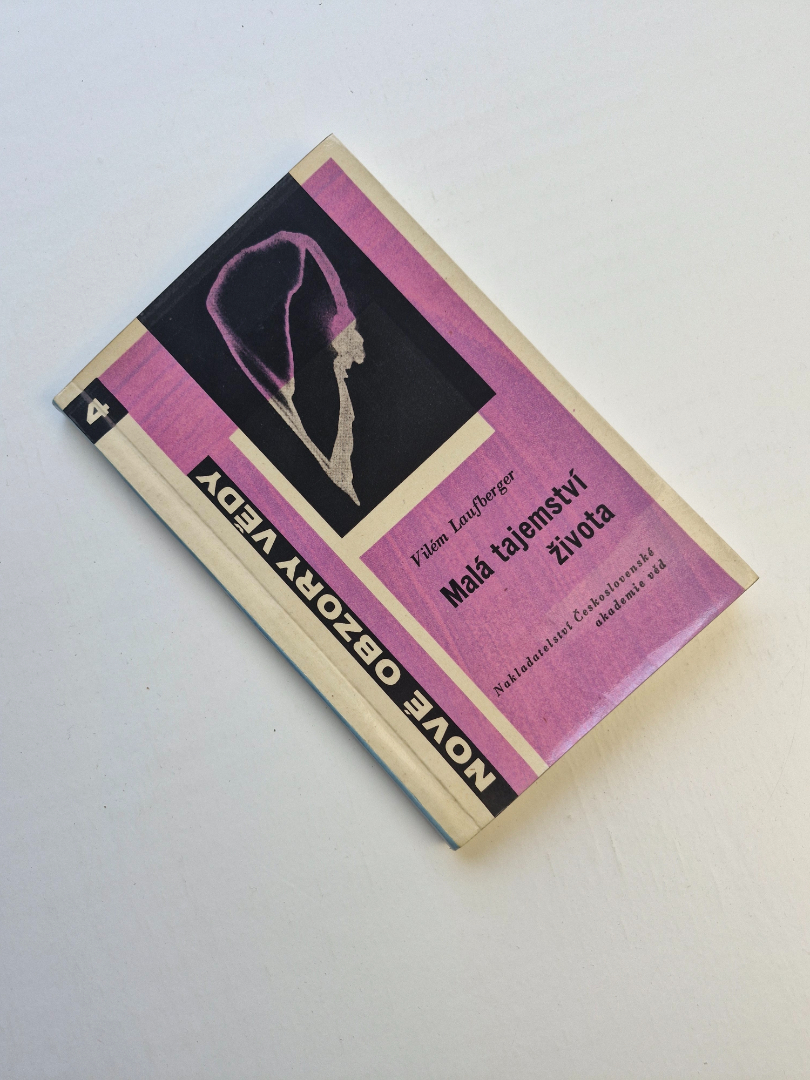 4
NOVÉ OBZORY VĚDY
Vilém Laufberger
Malá tajemství
života
Nakladatelství Československé
akademie věd